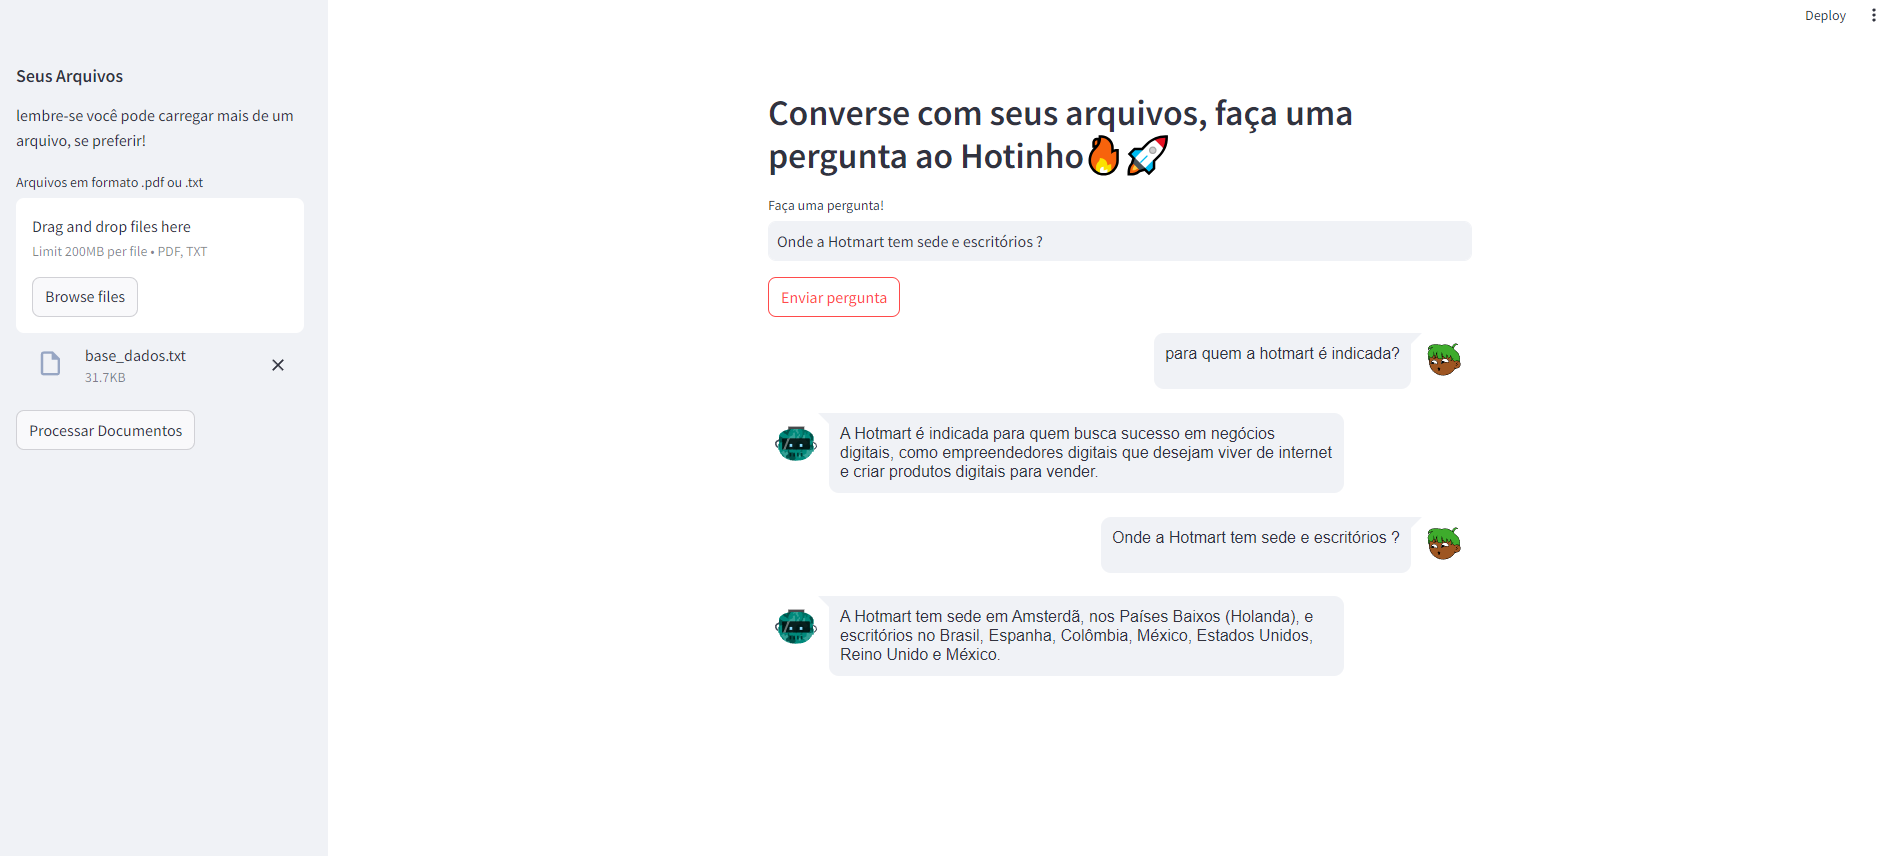 Deploy
Seus Arquivos
lembre-se você pode carregar mais de um
arquivo, se preferir!
Arquivos em formato .pdf ou .txt
Drag and drop files here
Limit 200MB per file • PDF, TXT
Browse files
base_dados.txt
31.7KB
Processar Documentos
Converse com seus arquivos, faça uma
pergunta ao Hotinho🔥🚀
Faça uma pergunta!
Onde a Hotmart tem sede e escritórios ?
Enviar pergunta
para quem a hotmart é indicada?
A Hotmart é indicada para quem busca sucesso em negócios
digitais, como empreendedores digitais que desejam viver de internet
e criar produtos digitais para vender.
Onde a Hotmart tem sede e escritórios ?
A Hotmart tem sede em Amsterdã, nos Países Baixos (Holanda), e
escritórios no Brasil, Espanha, Colômbia, México, Estados Unidos,
Reino Unido e México.